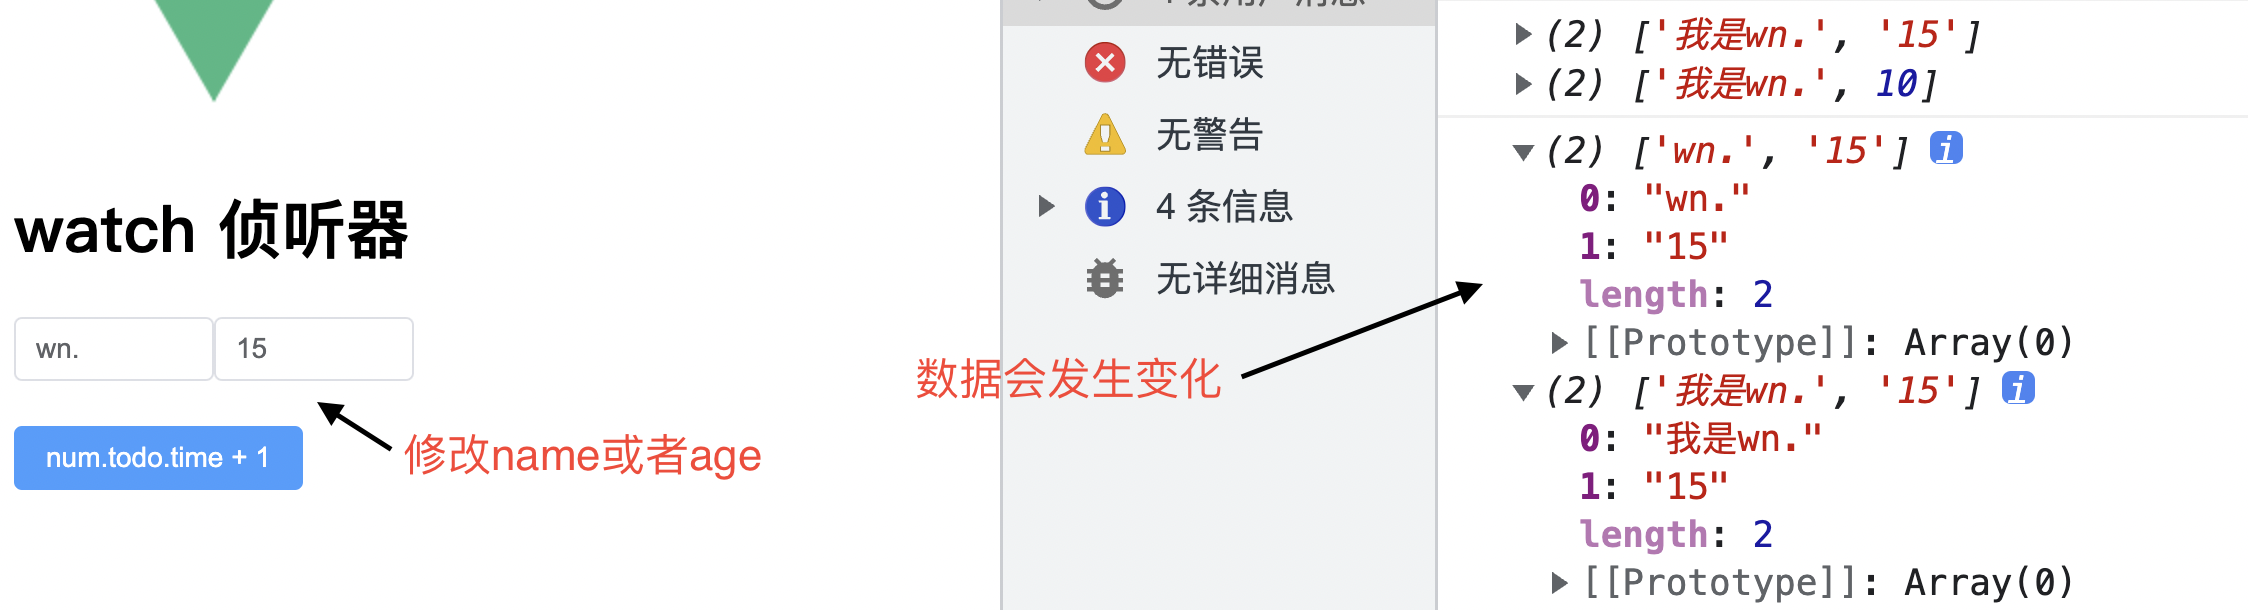 watch 侦听器
wn.
15
num.todo.time + 1
修改name或者age
数据会发生变化
无错误
无警告
4 条信息
无详细消息
(2) ['我是wn.', '15']
(2) ['我是wn.', 10]
(2) ['wn.', '15']
0: "wn."
1: "15"
length: 2
[[Prototype]]: Array(0)
(2) ['我是wn.', '15']
0: "我是wn."
1: "15"
length: 2
[[Prototype]]: Array(0)